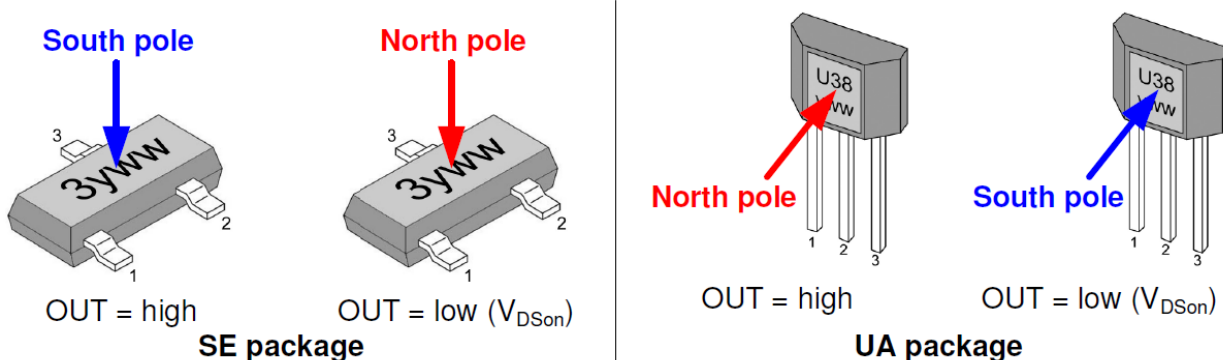 South pole
North pole
3
3yww
2
1
3
3yww
2
1
OUT = high
OUT = low (VDSon)
SE package
U38
yww
North pole
1
2
3
U38
yww
South pole
1
2
3
OUT = high
OUT = low (VDSon)
UA package